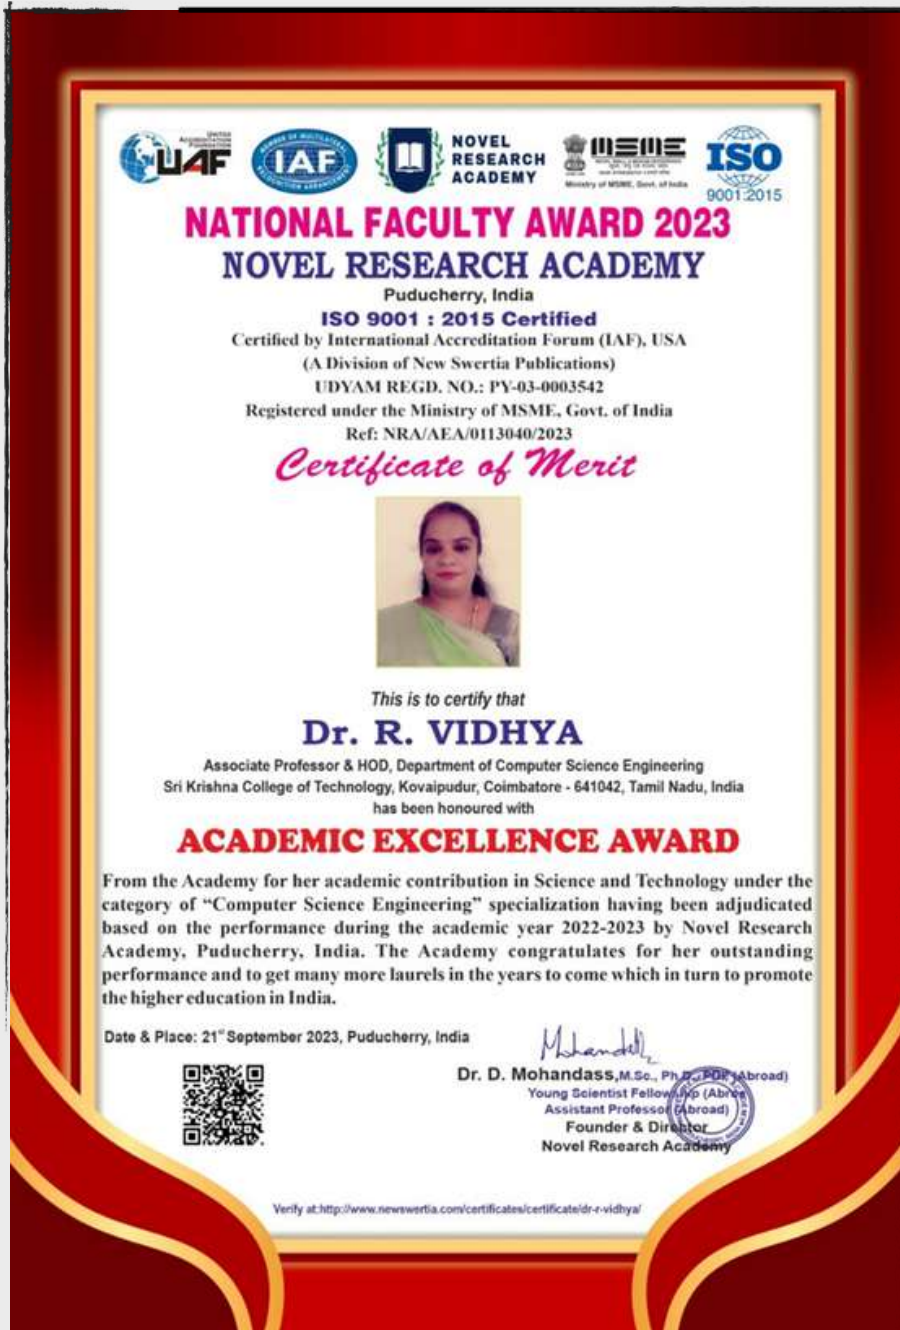 UNITED
ACCREDITATION
FOUNDATION
UAF
MEMBER OF MULTILATERAL
IAF
RECOGNITION ARRANGEMENT
NOVEL
RESEARCH
ACADEMY
MSME
Ministry of MSME, Govt. of India
ISO
9001:2015
NATIONAL FACULTY AWARD 2023
NOVEL RESEARCH ACADEMY
Puducherry, India
ISO 9001 : 2015 Certified
Certified by International Accreditation Forum (IAF), USA
(A Division of New Swertia Publications)
UDYAM REGD. NO.: PY-03-0003542
Registered under the Ministry of MSME, Govt. of India
Ref: NRA/AEA/0113040/2023
Certificate of Merit
This is to certify that
Dr. R. VIDHYA
Associate Professor & HOD, Department of Computer Science Engineering
Sri Krishna College of Technology, Kovaipudur, Coimbatore - 641042, Tamil Nadu, India
has been honoured with
ACADEMIC EXCELLENCE AWARD
From the Academy for her academic contribution in Science and Technology under the
category of “Computer Science Engineering” specialization having been adjudicated
based on the performance during the academic year 2022-2023 by Novel Research
Academy, Puducherry, India. The Academy congratulates for her outstanding
performance and to get many more laurels in the years to come which in turn to promote
the higher education in India.
Date & Place: 21st September 2023, Puducherry, India
Dr. D. Mohandass, M.Sc., Ph.D., PDF (Abroad)
Young Scientist Fellowship (Abroad)
Assistant Professor (Abroad)
Founder & Director
Novel Research Academy
Verify at:http://www.newswertia.com/certificates/certificate/dr-r-vidhya/